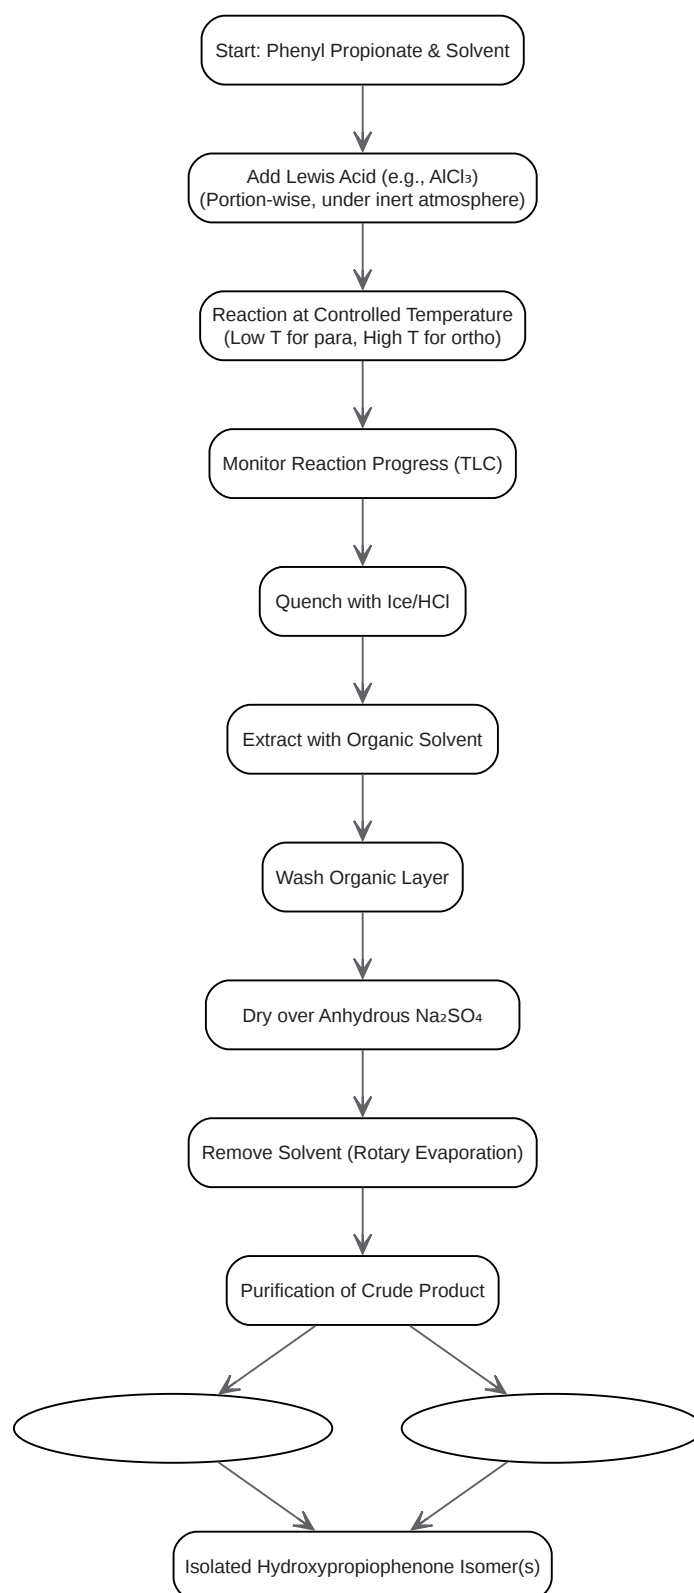 Start: Phenyl Propionate & Solvent
Add Lewis Acid (e.g., AlCl₃)
(Portion-wise, under inert atmosphere)
Reaction at Controlled Temperature
(Low T for para, High T for ortho)
Monitor Reaction Progress (TLC)
Quench with Ice/HCl
Extract with Organic Solvent
Wash Organic Layer
Dry over Anhydrous Na₂SO₄
Remove Solvent (Rotary Evaporation)
Purification of Crude Product
Isolated Hydroxypropiophenone Isomer(s)